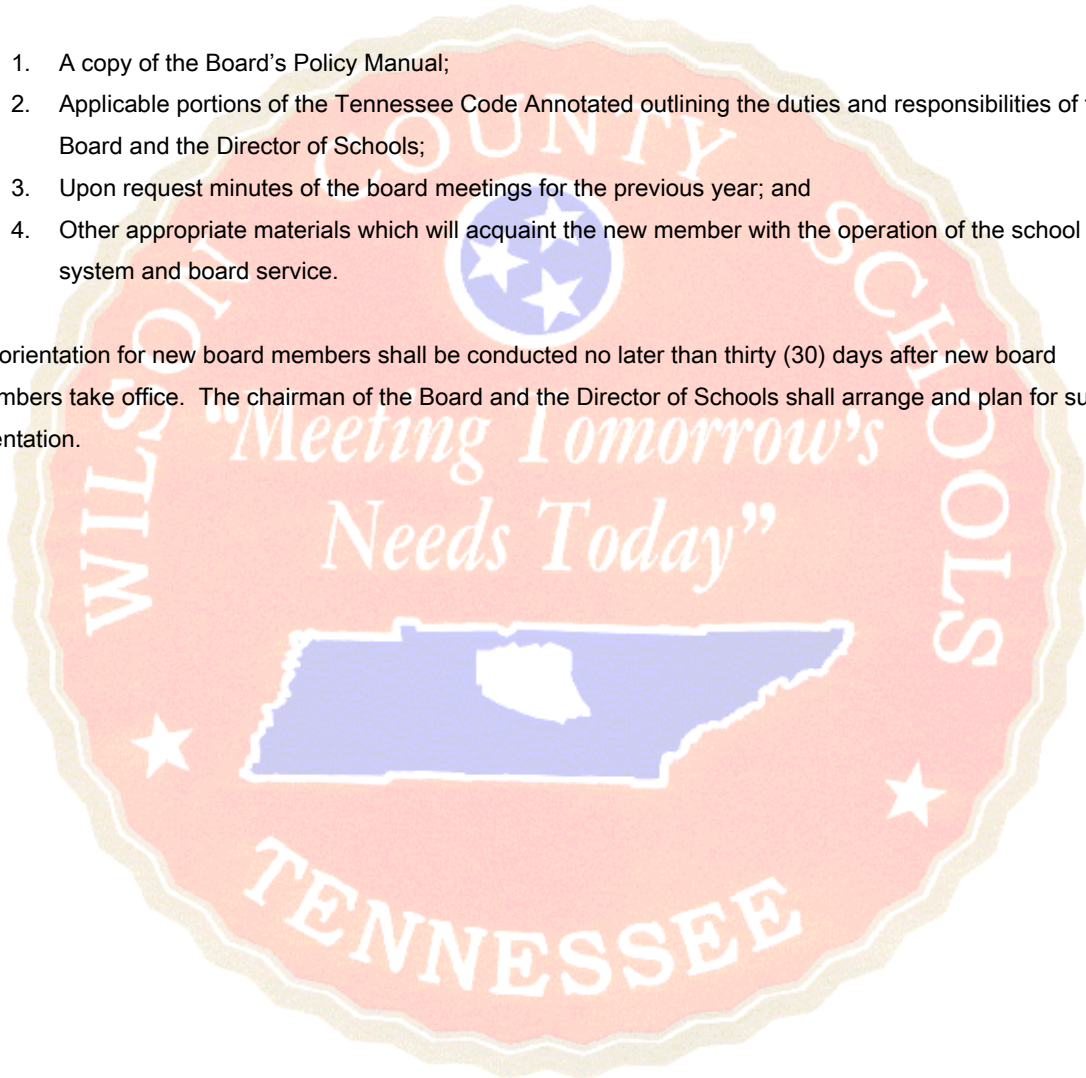 1. A copy of the Board’s Policy Manual;
2. Applicable portions of the Tennessee Code Annotated outlining the duties and responsibilities of
Board and the Director of Schools;
3. Upon request minutes of the board meetings for the previous year; and
4. Other appropriate materials which will acquaint the new member with the operation of the school
system and board service.
orientation for new board members shall be conducted no later than thirty (30) days after new board
mbers take office. The chairman of the Board and the Director of Schools shall arrange and plan for su
entation.
WILSON COUNTY SCHOOLS
“Meeting Tomorrow’s
Needs Today”
TENNESSEE